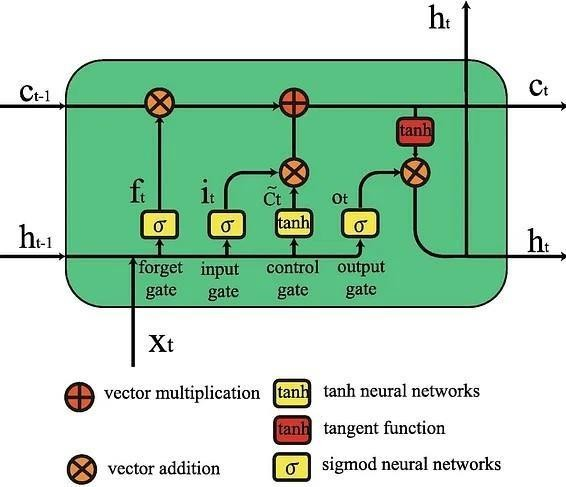 hₜ
cₜ₋₁
cₜ
tanh
fₜ
iₜ
C̃ₜ
oₜ
σ
σ
tanh
σ
hₜ₋₁
hₜ
forget gate
input gate
control gate
output gate
xₜ
vector multiplication
tanh
tanh neural networks
tanh
tangent function
vector addition
σ
sigmod neural networks